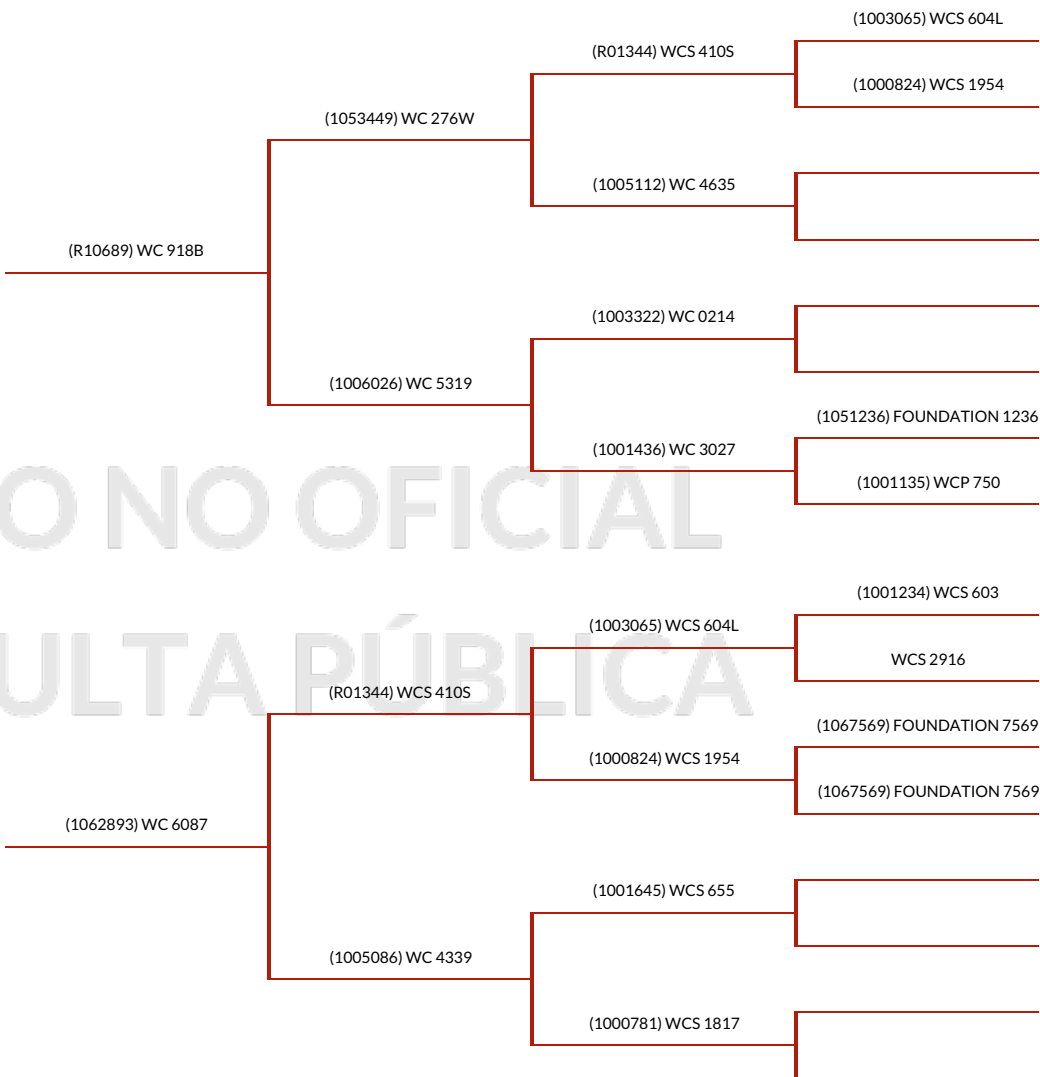 (1003065) WCS 604L
(R01344) WCS 410S
(1000824) WCS 1954
(1053449) WC 276W
(1005112) WC 4635
(R10689) WC 918B
(1003322) WC 0214
(1006026) WC 5319
(1051236) FOUNDATION 1236
(1001436) WC 3027
(1001135) WCP 750
O NO OFICIAL
(1001234) WCS 603
(1003065) WCS 604L
WCS 2916
ULTA PÚBLICA
(R01344) WCS 410S
(1067569) FOUNDATION 7569
(1000824) WCS 1954
(1067569) FOUNDATION 7569
(1062893) WC 6087
(1001645) WCS 655
(1005086) WC 4339
(1000781) WCS 1817